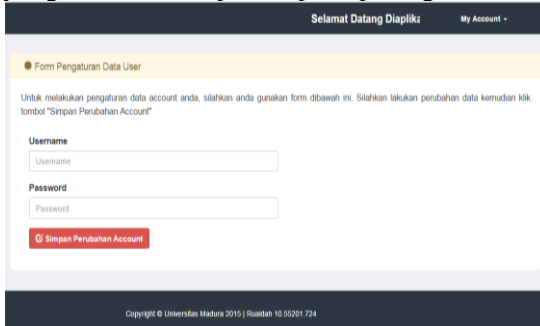 Selamat Datang Diaplika
My Account
Form Pengaturan Data User
Untuk melakukan pengaturan data account anda, silahkan anda gunakan form dibawah ini. Silahkan lakukan perubahan data kemudian klik
tombol "Simpan Perubahan Account"
Username
Username
Password
Password
Simpan Perubahan Account
Copyright © Universitas Madura 2015 | Ruaidah 10.55201.724